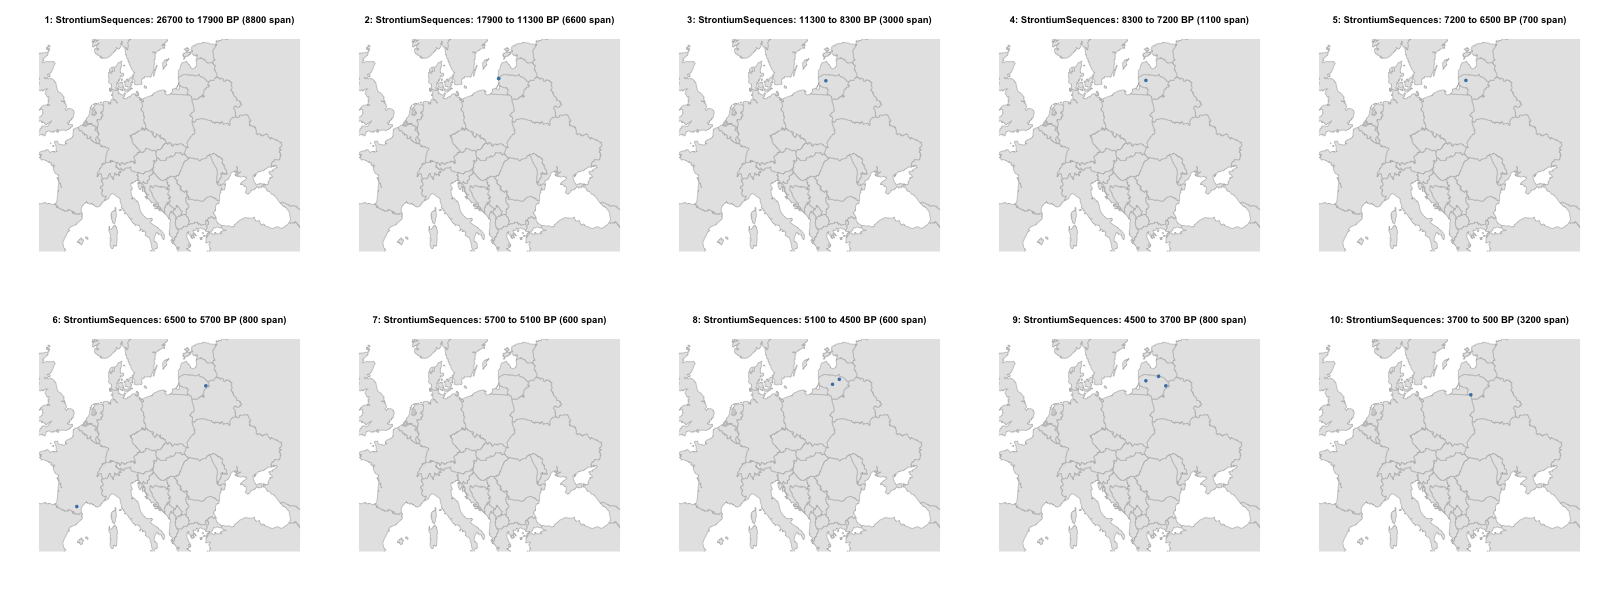 1: StrontiumSequences: 26700 to 17900 BP (8800 span)
2: StrontiumSequences: 17900 to 11300 BP (6600 span)
3: StrontiumSequences: 11300 to 8300 BP (3000 span)
4: StrontiumSequences: 8300 to 7200 BP (1100 span)
5: StrontiumSequences: 7200 to 6500 BP (700 span)
6: StrontiumSequences: 6500 to 5700 BP (800 span)
7: StrontiumSequences: 5700 to 5100 BP (600 span)
8: StrontiumSequences: 5100 to 4500 BP (600 span)
9: StrontiumSequences: 4500 to 3700 BP (800 span)
10: StrontiumSequences: 3700 to 500 BP (3200 span)